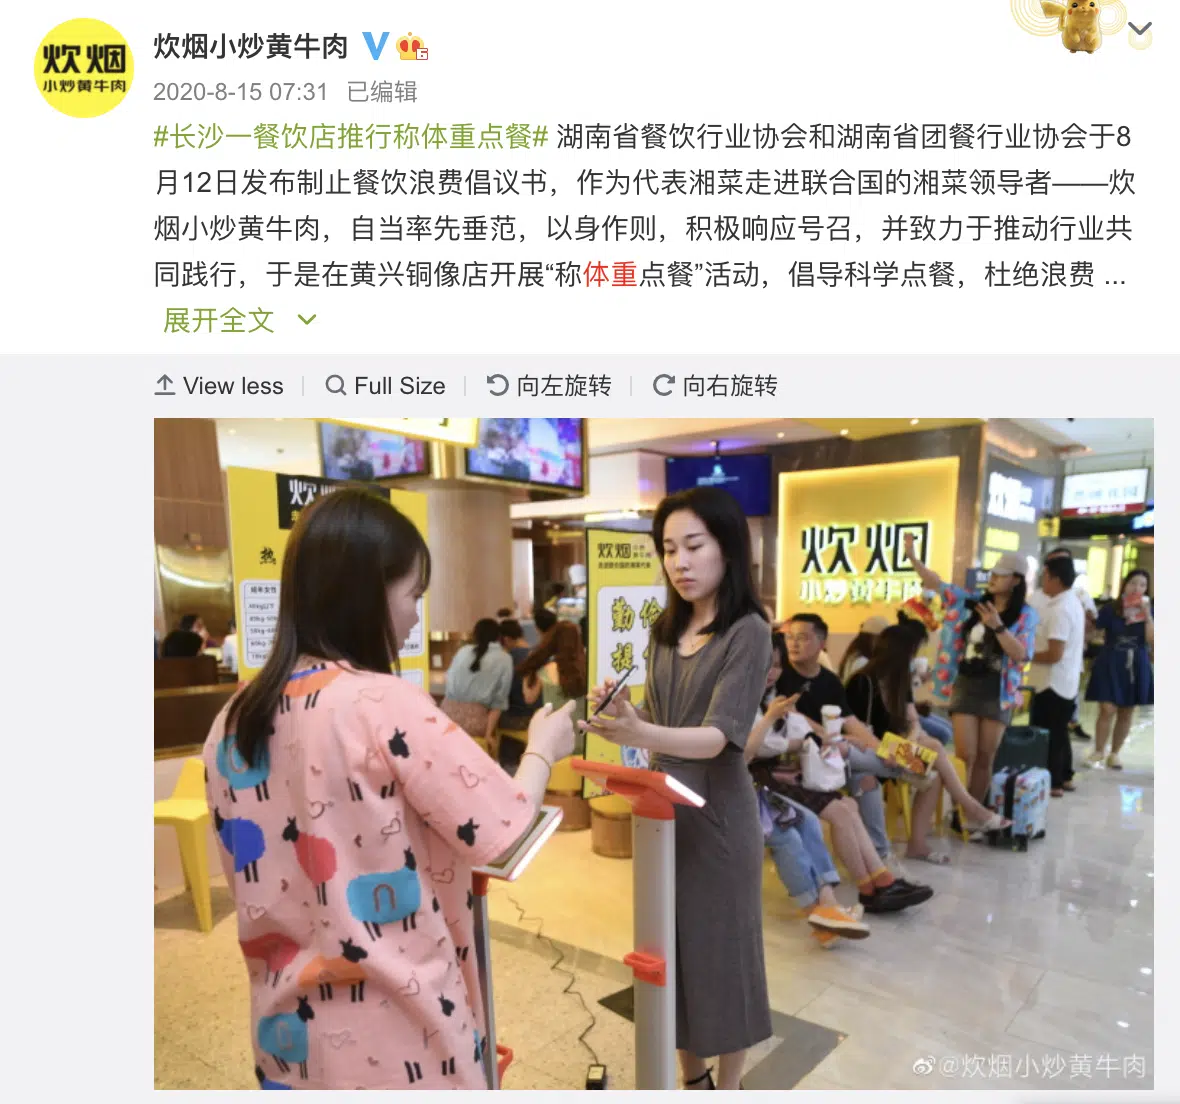 炊烟
小炒黄牛肉
炊烟小炒黄牛肉
2020-8-15 07:31 已编辑
#长沙一餐饮店推行称体重点餐# 湖南省餐饮行业协会和湖南省团餐行业协会于8
月12日发布制止餐饮浪费倡议书，作为代表湘菜走进联合国的湘菜领导者——炊
烟小炒黄牛肉，自当率先垂范，以身作则，积极响应号召，并致力于推动行业共
同践行，于是在黄兴铜像店开展“称体重点餐”活动，倡导科学点餐，杜绝浪费 ...
展开全文
View less
Full Size
向左旋转
向右旋转
炊烟
小炒黄牛肉
炊烟
勤俭
提
热
@炊烟小炒黄牛肉